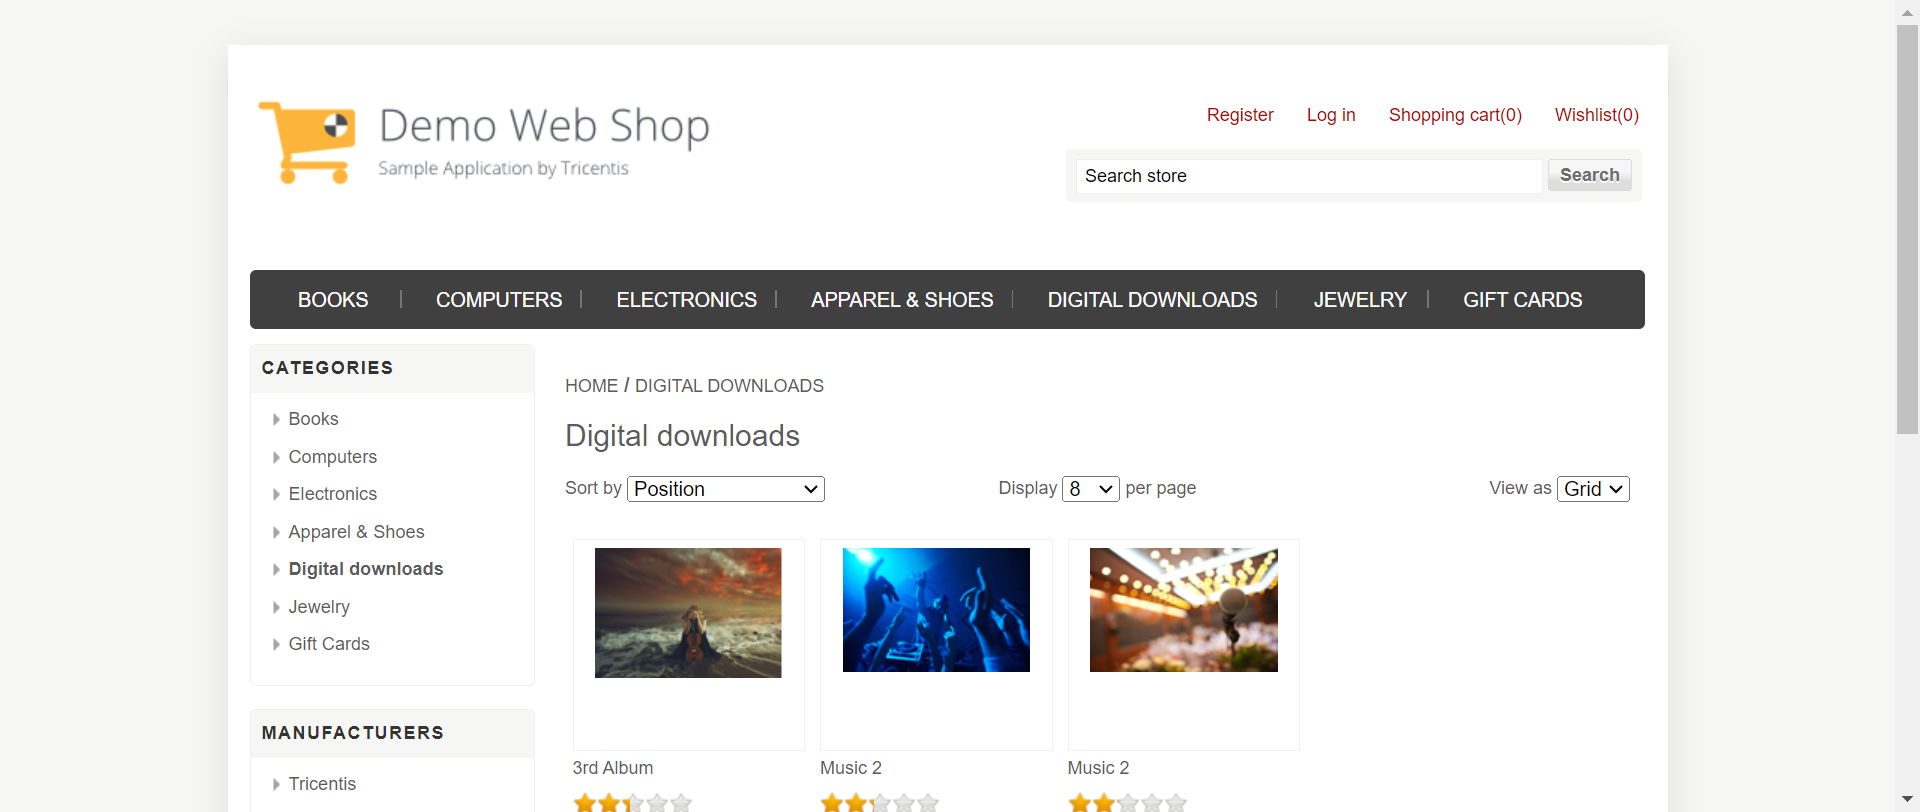 Demo Web Shop
Sample Application by Tricentis
Register Log in Shopping cart(0) Wishlist(0)
Search store Search
BOOKS COMPUTERS ELECTRONICS APPAREL & SHOES DIGITAL DOWNLOADS JEWELRY GIFT CARDS
CATEGORIES
Books
Computers
Electronics
Apparel & Shoes
Digital downloads
Jewelry
Gift Cards
MANUFACTURERS
Tricentis
HOME / DIGITAL DOWNLOADS
Digital downloads
Sort by Position Display 8 per page View as Grid
3rd Album Music 2 Music 2